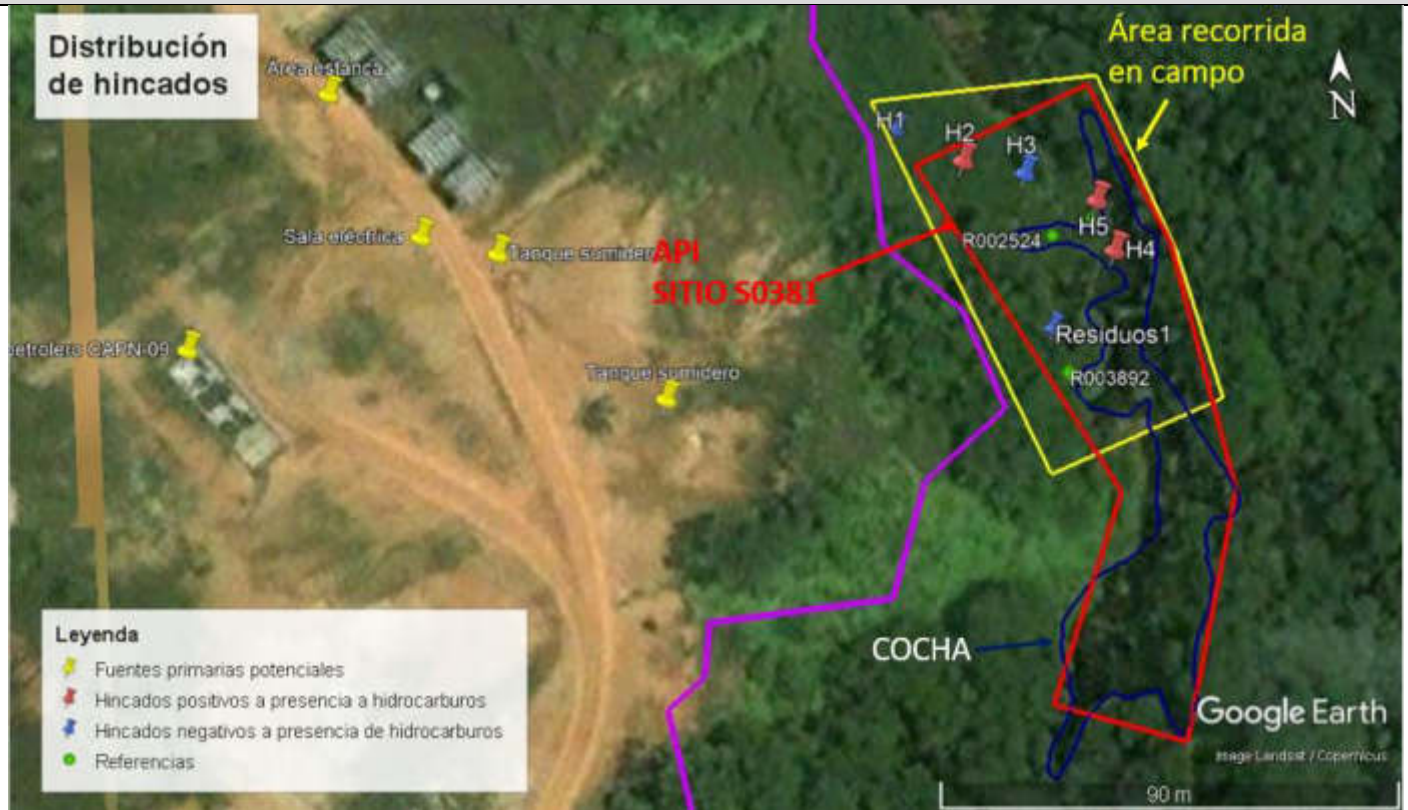 Distribución
de hincados
Área estanca
Área recorrida
en campo
N
H1
H2
H3
H5
H4
R002524
Sala eléctrica
Tanque sumidero
API
SITIO S0381
petrolero CAPN-09
Tanque sumidero
Residuos1
R003892
COCHA
Leyenda
Fuentes primarias potenciales
Hincados positivos a presencia a hidrocarburos
Hincados negativos a presencia de hidrocarburos
Referencias
Google Earth
Image Landsat / Copernicus
90 m